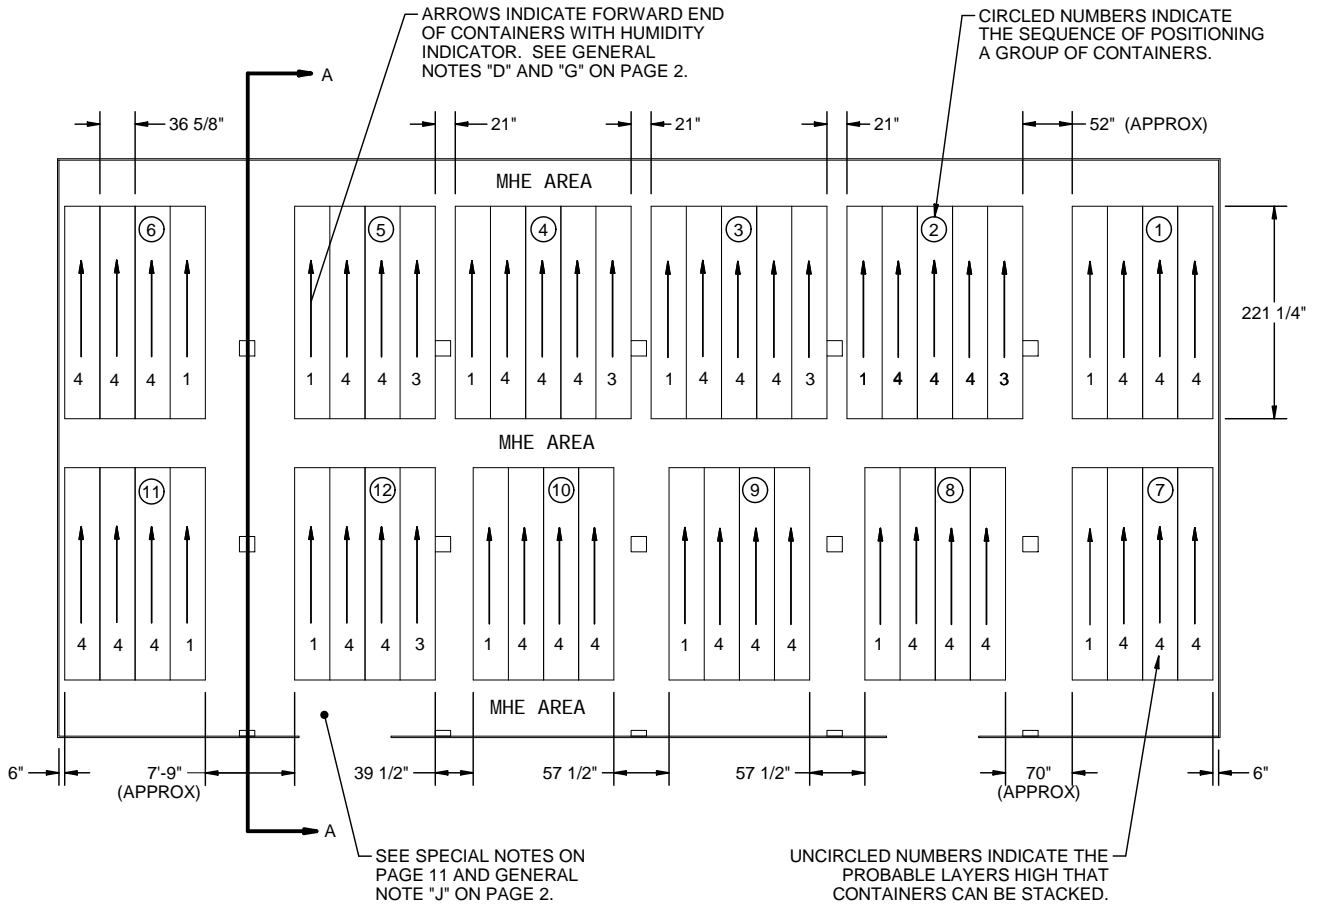 ARROWS INDICATE FORWARD END
OF CONTAINERS WITH HUMIDITY
INDICATOR. SEE GENERAL
NOTES "D" AND "G" ON PAGE 2.
CIRCLED NUMBERS INDICATE
THE SEQUENCE OF POSITIONING
A GROUP OF CONTAINERS.
A
36 5/8"
21"
21"
21"
52" (APPROX)
MHE AREA
6
5
4
3
2
1
221 1/4"
4 4 4 1
1 4 4 3
1 4 4 4 3
1 4 4 4 3
1 4 4 4 3
1 4 4 4
MHE AREA
11
12
10
9
8
7
4 4 4 1
1 4 4 3
1 4 4 4
1 4 4 4
1 4 4 4
1 4 4 4
MHE AREA
6"
7'-9"
(APPROX)
39 1/2"
57 1/2"
57 1/2"
70"
(APPROX)
6"
A
SEE SPECIAL NOTES ON
PAGE 11 AND GENERAL
NOTE "J" ON PAGE 2.
UNCIRCLED NUMBERS INDICATE THE
PROBABLE LAYERS HIGH THAT
CONTAINERS CAN BE STACKED.